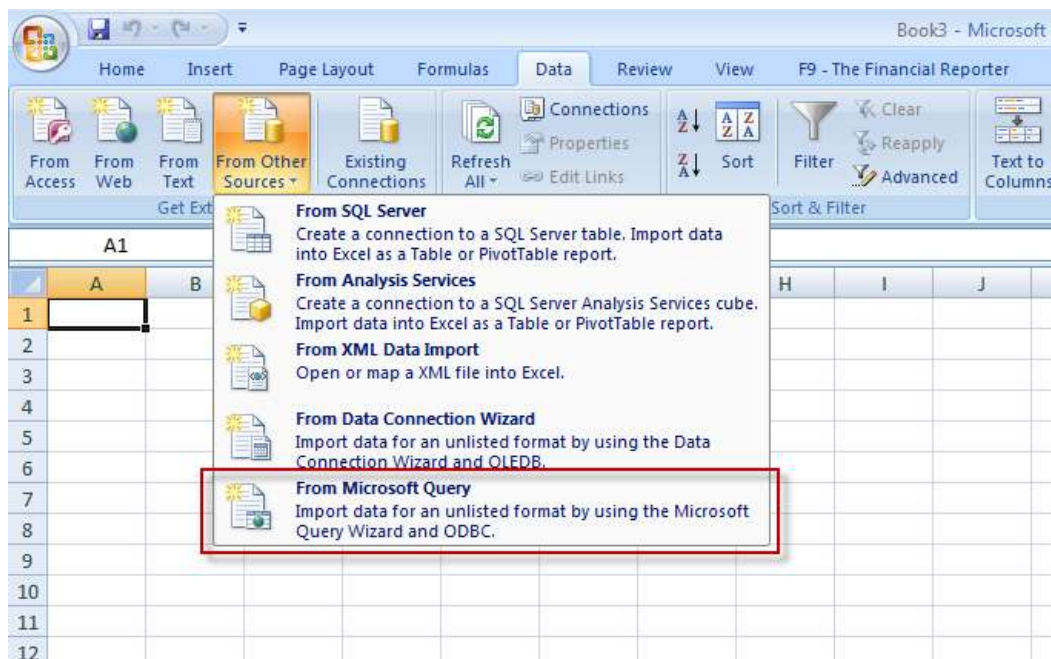 Book3 - Microsoft
Home Insert Page Layout Formulas Data Review View F9 - The Financial Reporter
From Access
From Web
From Text
From Other Sources
Existing Connections
Refresh All
Connections
Properties
Edit Links
Sort
Filter
Clear
Reapply
Advanced
Text to Columns
Get Ext
Sort & Filter
From SQL Server
Create a connection to a SQL Server table. Import data
into Excel as a Table or PivotTable report.
From Analysis Services
Create a connection to a SQL Server Analysis Services cube.
Import data into Excel as a Table or PivotTable report.
From XML Data Import
Open or map a XML file into Excel.
From Data Connection Wizard
Import data for an unlisted format by using the Data
Connection Wizard and OLEDB.
From Microsoft Query
Import data for an unlisted format by using the Microsoft
Query Wizard and ODBC.
A1
A B H I J
1
2
3
4
5
6
7
8
9
10
11
12